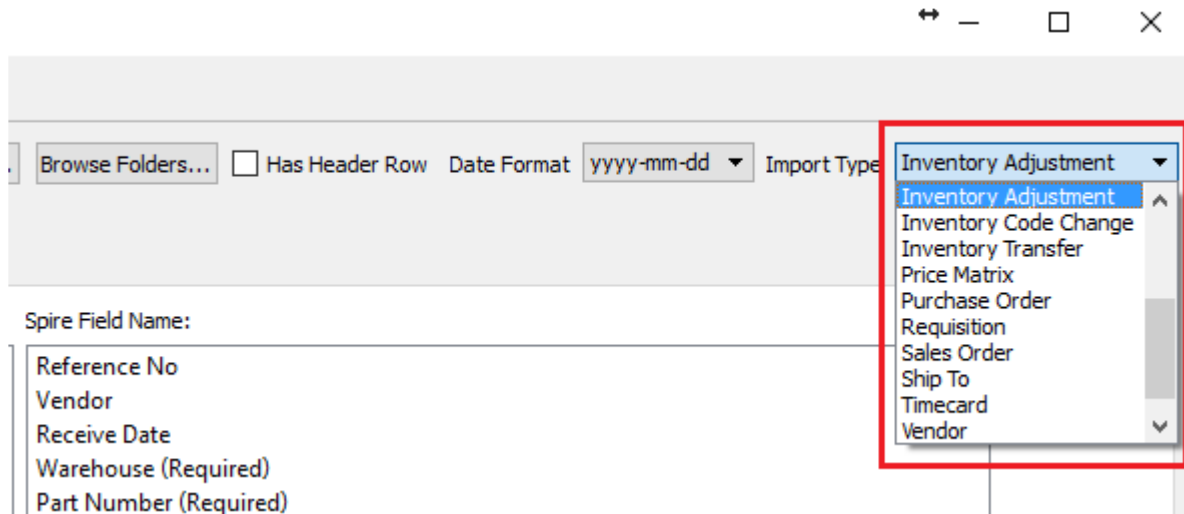 Browse Folders... Has Header Row Date Format yyyy-mm-dd Import Type Inventory Adjustment
Inventory Adjustment
Inventory Code Change
Inventory Transfer
Price Matrix
Purchase Order
Requisition
Sales Order
Ship To
Timecard
Vendor
Spire Field Name:
Reference No
Vendor
Receive Date
Warehouse (Required)
Part Number (Required)